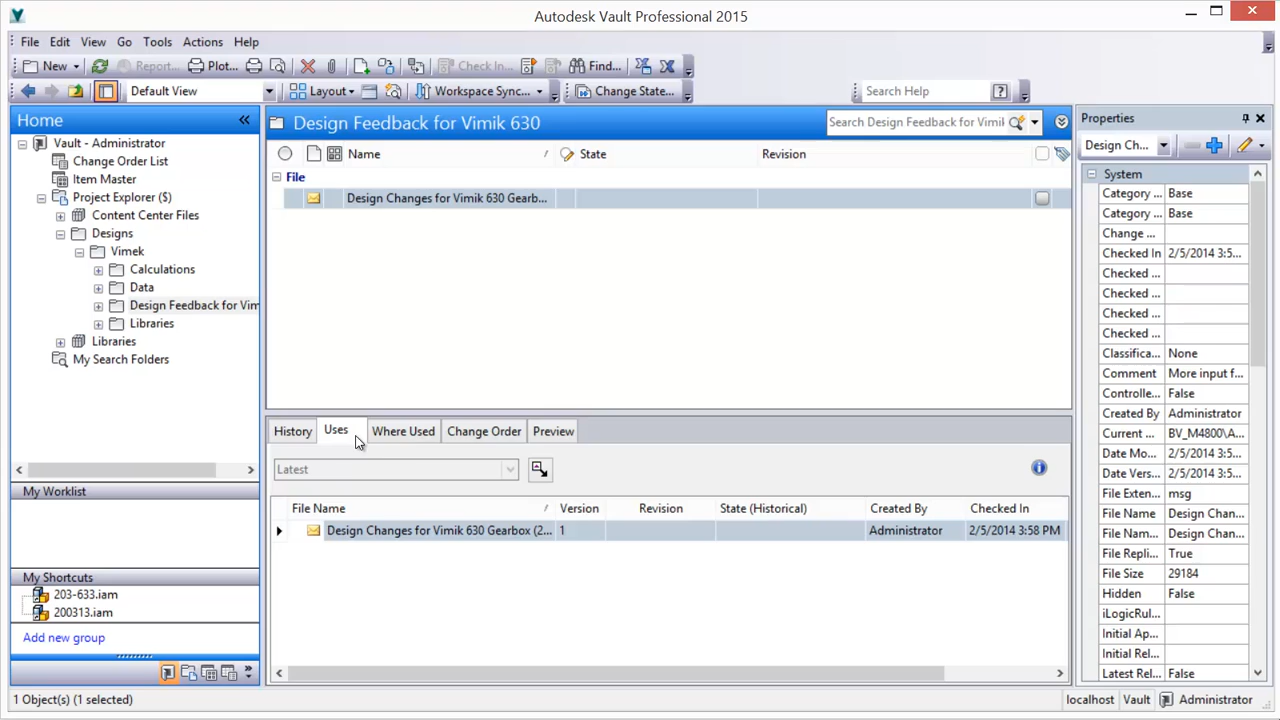 Autodesk Vault Professional 2015
File Edit View Go Tools Actions Help
New Report... Plot... Check In... Find...
Default View Layout Workspace Sync... Change State... Search Help
Home
Vault - Administrator
Change Order List
Item Master
Project Explorer ($)
Content Center Files
Designs
Vimek
Calculations
Data
Design Feedback for Vim
Libraries
Libraries
My Search Folders
My Worklist
My Shortcuts
203-633.iam
200313.iam
Add new group
Design Feedback for Vimik 630 Search Design Feedback for Vimik
Name State Revision
File
Design Changes for Vimik 630 Gearb...
History Uses Where Used Change Order Preview
Latest
File Name Version Revision State (Historical) Created By Checked In
Design Changes for Vimik 630 Gearbox (2... 1 Administrator 2/5/2014 3:58 PM
Properties
Design Ch...
System
Category ... Base
Category ... Base
Change ...
Checked In 2/5/2014 3:5...
Checked ...
Checked ...
Checked ...
Checked ...
Classifica... None
Comment More input f...
Controlle... False
Created By Administrator
Current ... BV_M4800\A...
Date Mo... 2/5/2014 3:5...
Date Vers... 2/5/2014 3:5...
File Exten... msg
File Name Design Chan...
File Nam... Design Chan...
File Repli... True
File Size 29184
Hidden False
iLogicRul...
Initial Ap...
Initial Rel...
Latest Rel... False
1 Object(s) (1 selected) localhost Vault Administrator